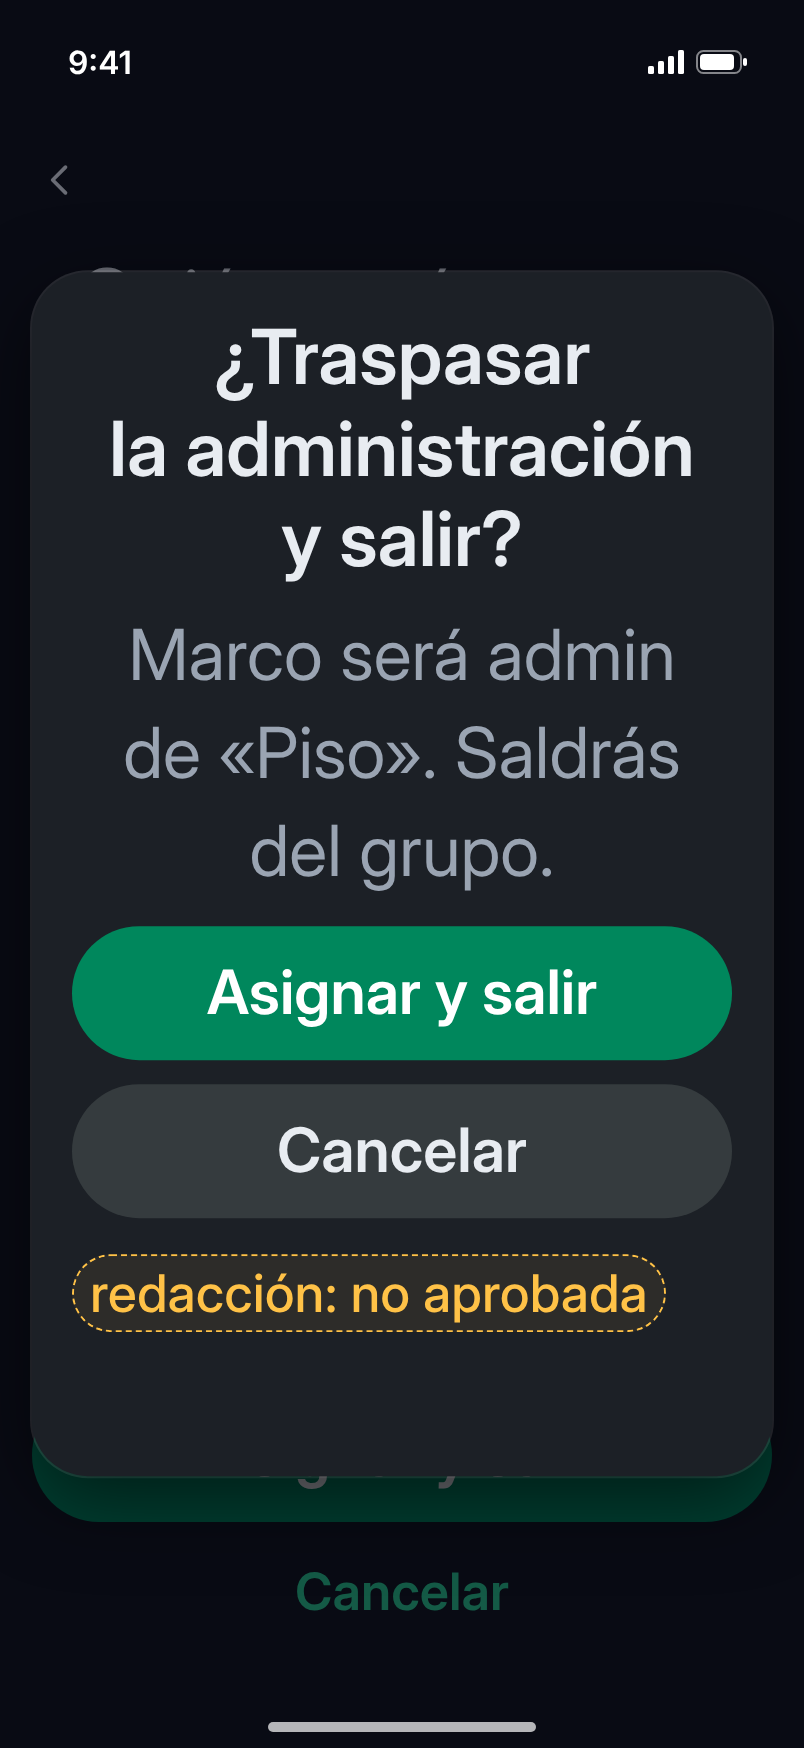 9:41
¿Traspasar
la administración
y salir?
Marco será admin
de «Piso». Saldrás
del grupo.
Asignar y salir
Cancelar
redacción: no aprobada
Cancelar